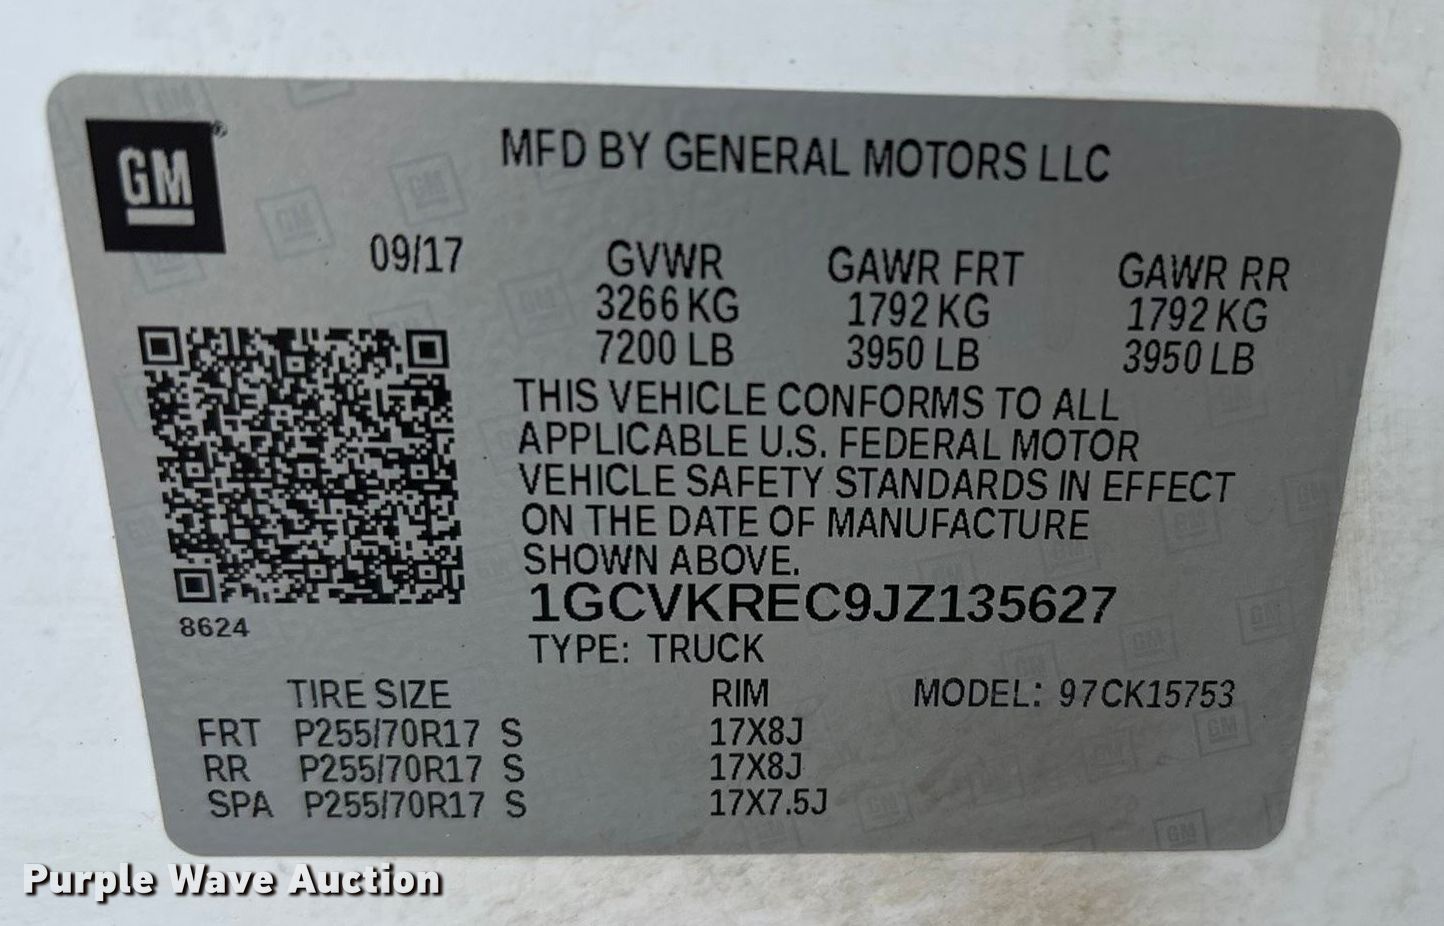 GM®
MFD BY GENERAL MOTORS LLC
09/17 GVWR GAWR FRT GAWR RR
3266 KG 1792 KG 1792 KG
7200 LB 3950 LB 3950 LB
THIS VEHICLE CONFORMS TO ALL
APPLICABLE U.S. FEDERAL MOTOR
VEHICLE SAFETY STANDARDS IN EFFECT
ON THE DATE OF MANUFACTURE
SHOWN ABOVE.
1GCVKREC9JZ135627
8624
TYPE: TRUCK
TIRE SIZE RIM MODEL: 97CK15753
FRT P255/70R17 S 17X8J
RR P255/70R17 S 17X8J
SPA P255/70R17 S 17X7.5J
Purple Wave Auction